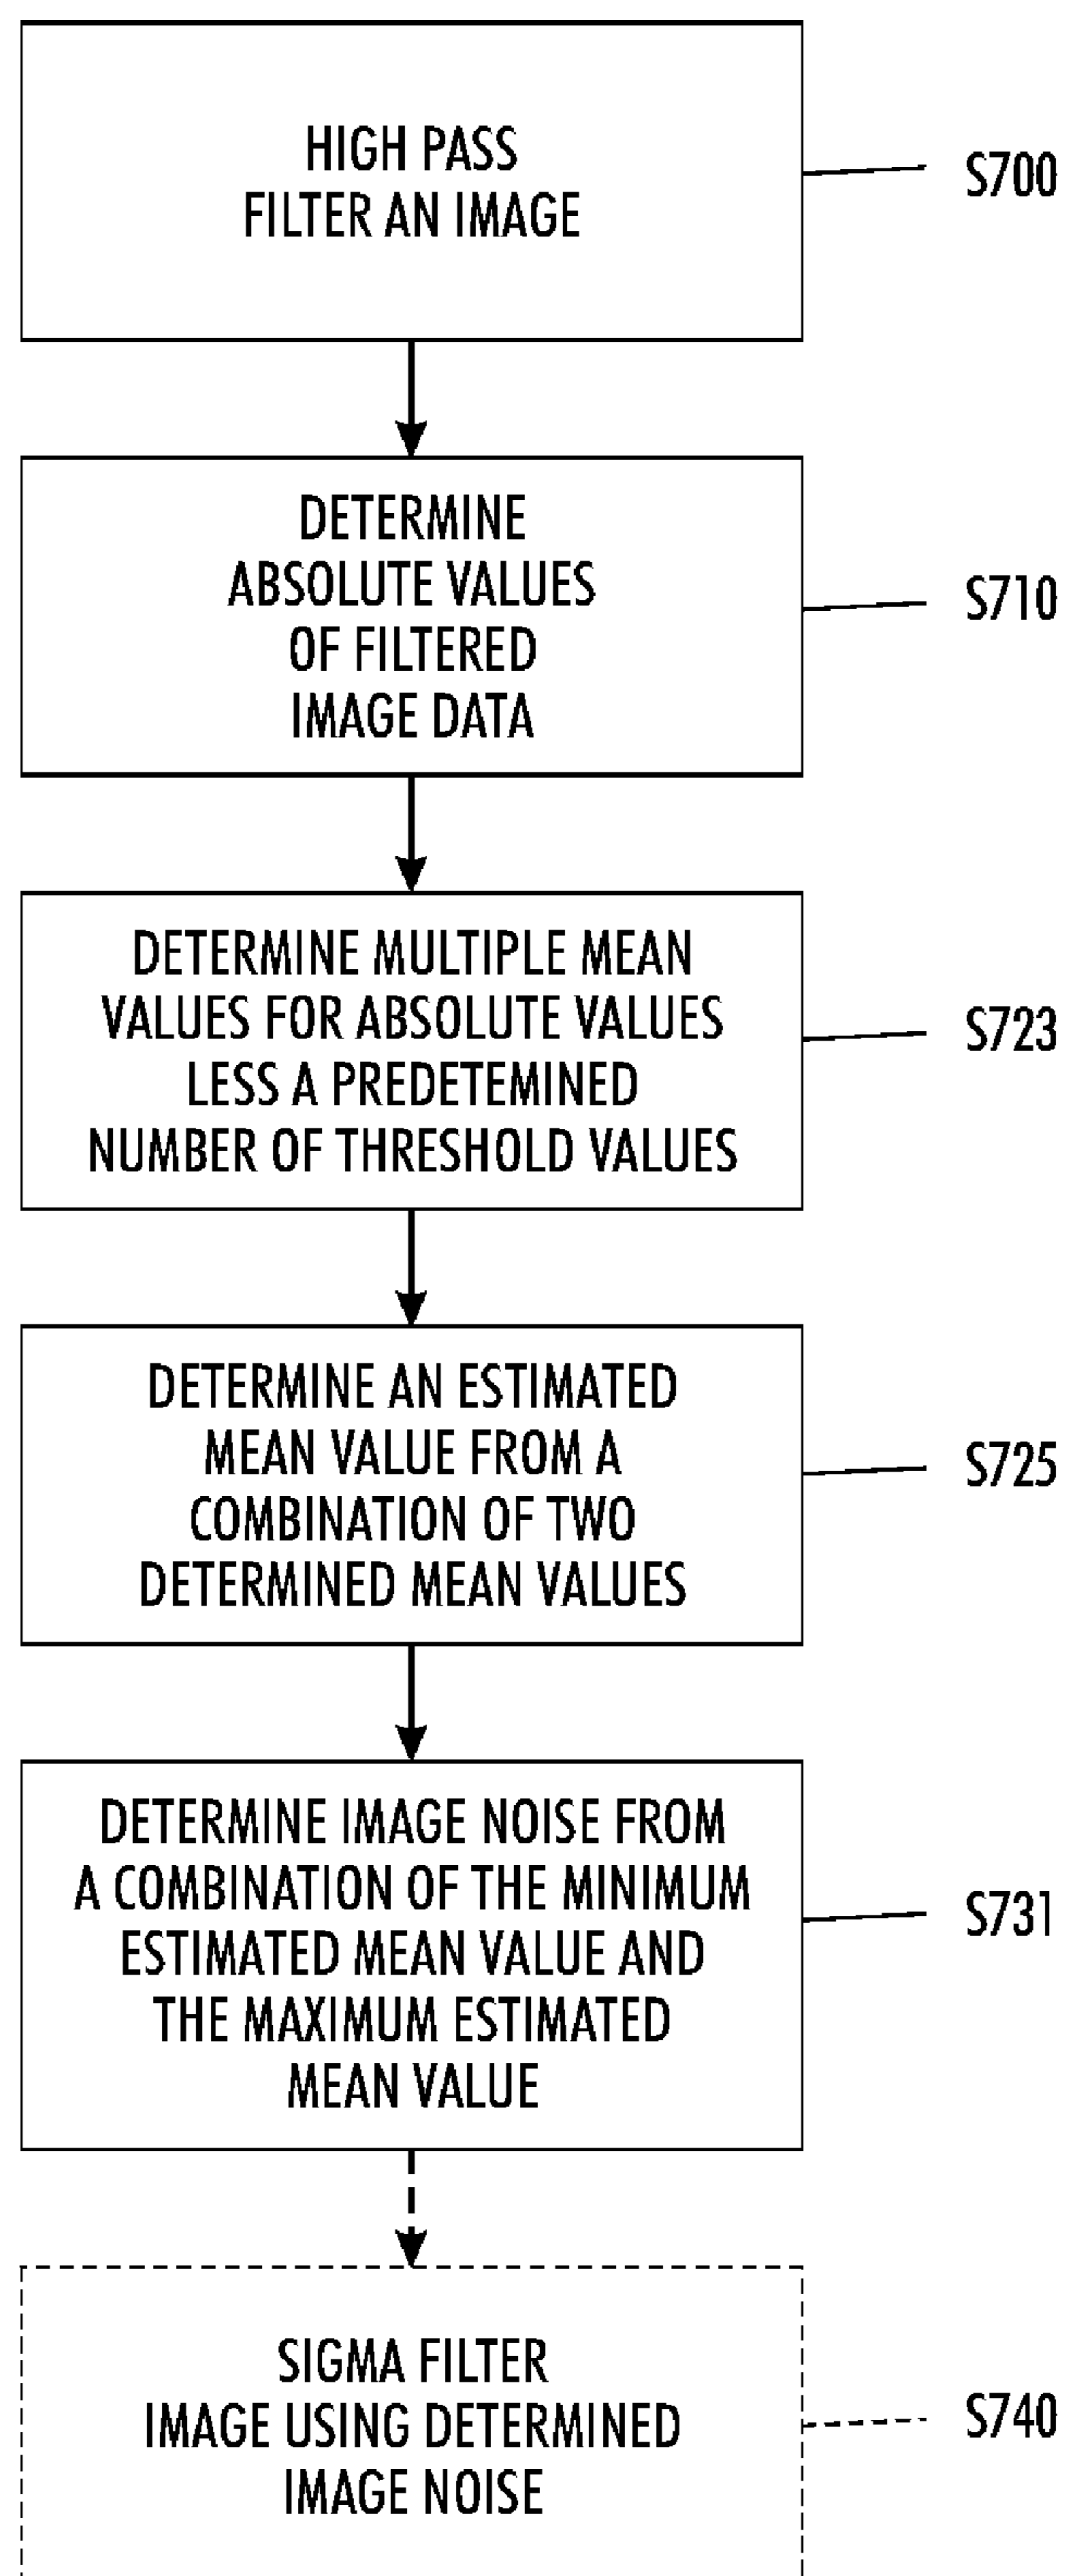 HIGH PASS
FILTER AN IMAGE
S700
DETERMINE
ABSOLUTE VALUES
OF FILTERED
IMAGE DATA
S710
DETERMINE MULTIPLE MEAN
VALUES FOR ABSOLUTE VALUES
LESS A PREDETEMINED
NUMBER OF THRESHOLD VALUES
S723
DETERMINE AN ESTIMATED
MEAN VALUE FROM A
COMBINATION OF TWO
DETERMINED MEAN VALUES
S725
DETERMINE IMAGE NOISE FROM
A COMBINATION OF THE MINIMUM
ESTIMATED MEAN VALUE AND
THE MAXIMUM ESTIMATED
MEAN VALUE
S731
SIGMA FILTER
IMAGE USING DETERMINED
IMAGE NOISE
S740